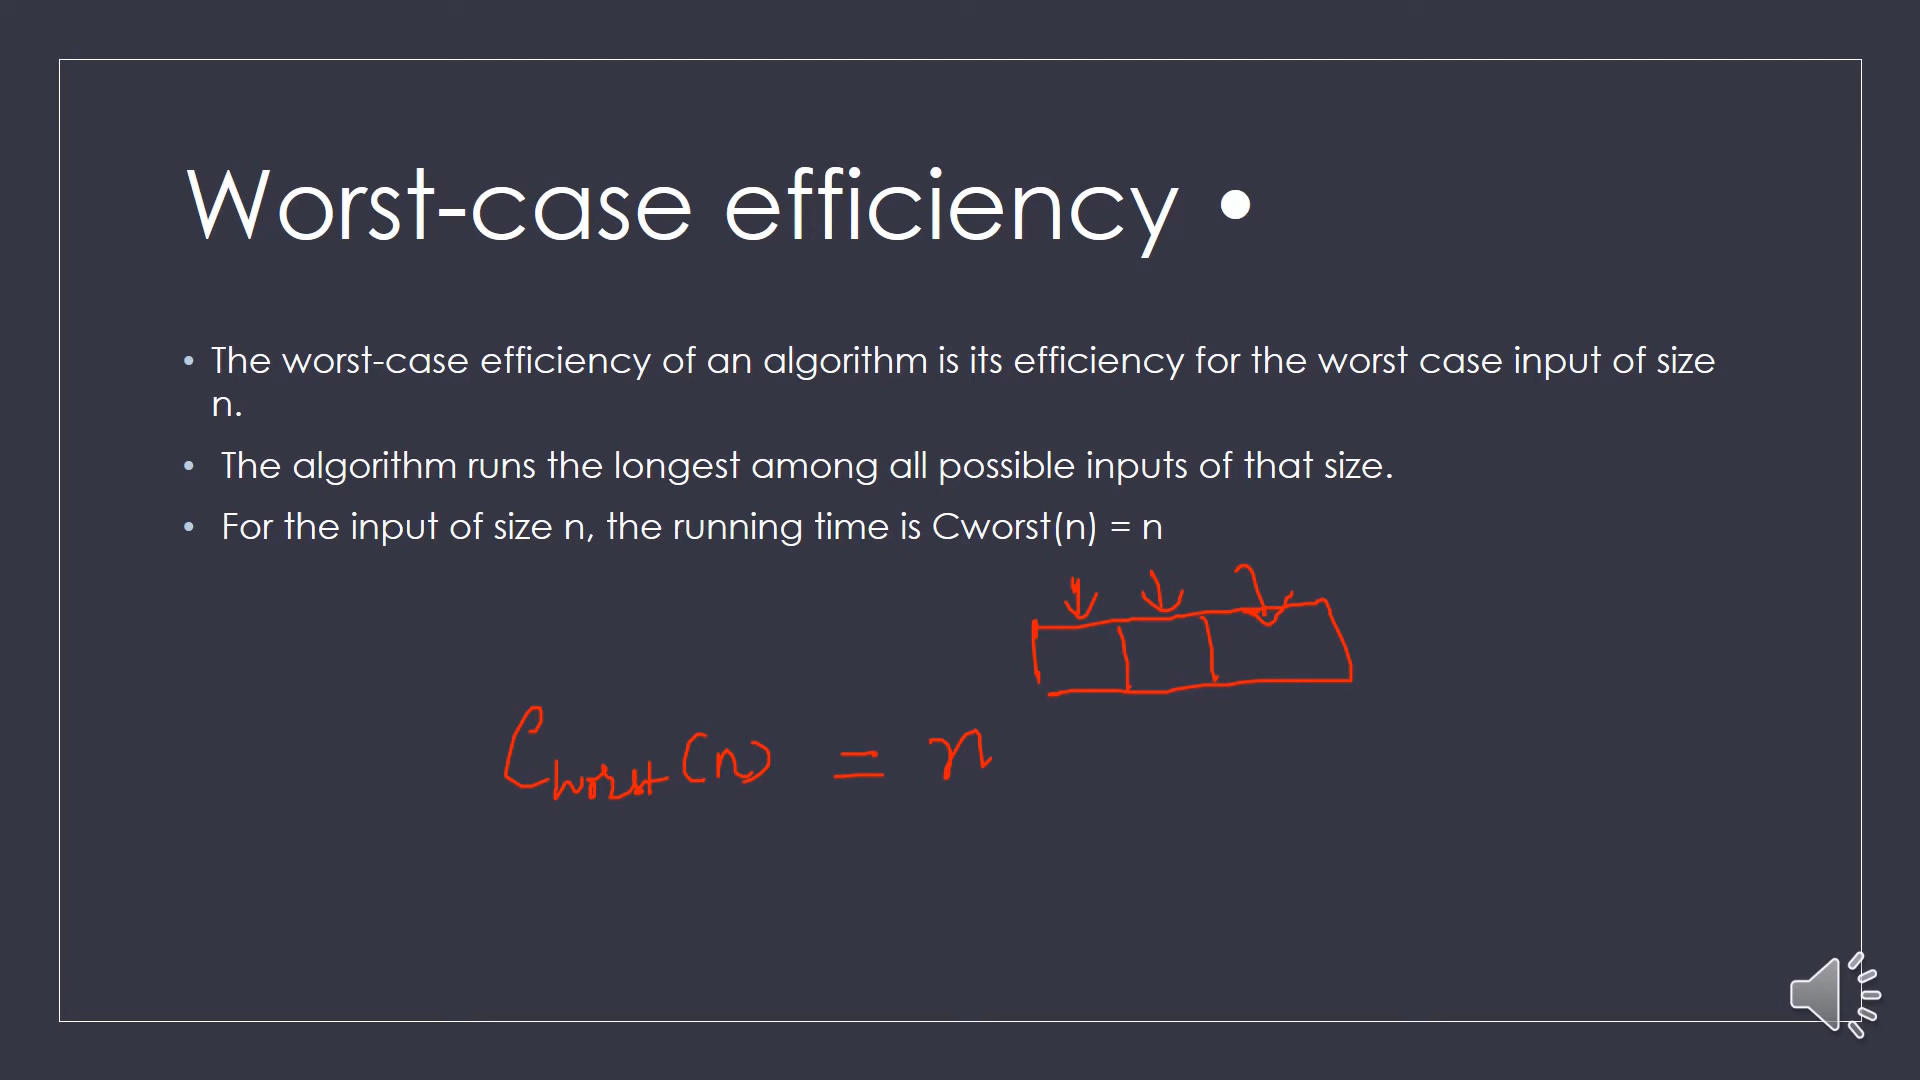 Worst-case efficiency •
• The worst-case efficiency of an algorithm is its efficiency for the worst case input of size
n.
• The algorithm runs the longest among all possible inputs of that size.
• For the input of size n, the running time is Cworst(n) = n
Cworst(n) = n